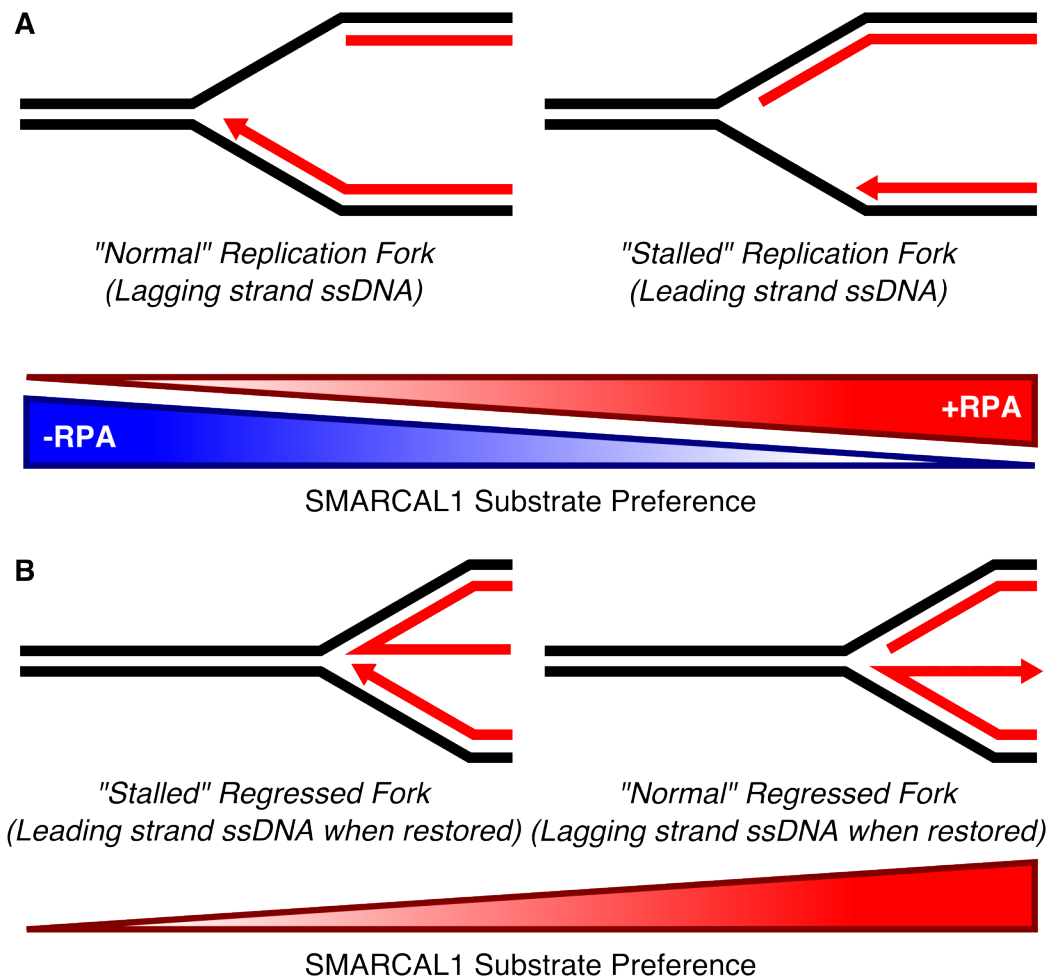 A
"Normal" Replication Fork
(Lagging strand ssDNA)
"Stalled" Replication Fork
(Leading strand ssDNA)
+RPA
-RPA
SMARCAL1 Substrate Preference
B
"Stalled" Regressed Fork
(Leading strand ssDNA when restored)
"Normal" Regressed Fork
(Lagging strand ssDNA when restored)
SMARCAL1 Substrate Preference